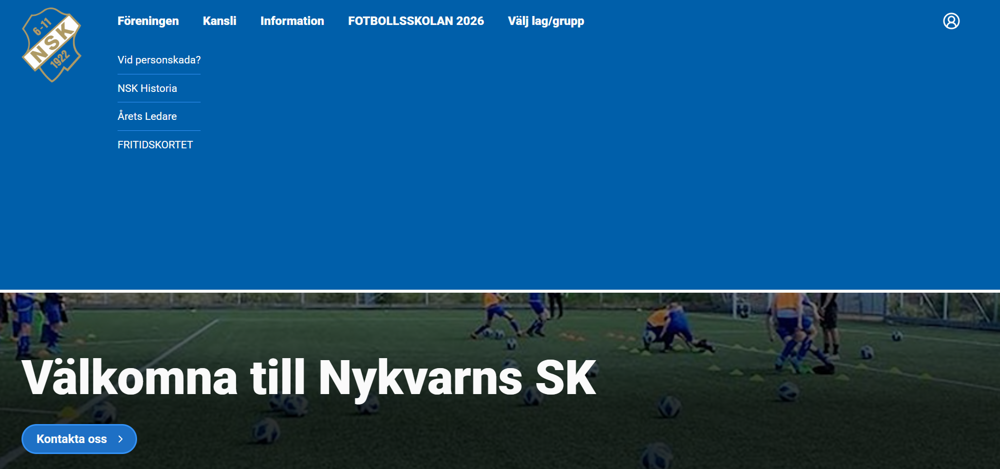 6-11
NSK
1922
Föreningen Kansli Information FOTBOLLSSKOLAN 2026 Välj lag/grupp
Vid personskada?
NSK Historia
Årets Ledare
FRITIDSKORTET
Välkomna till Nykvarns SK
Kontakta oss